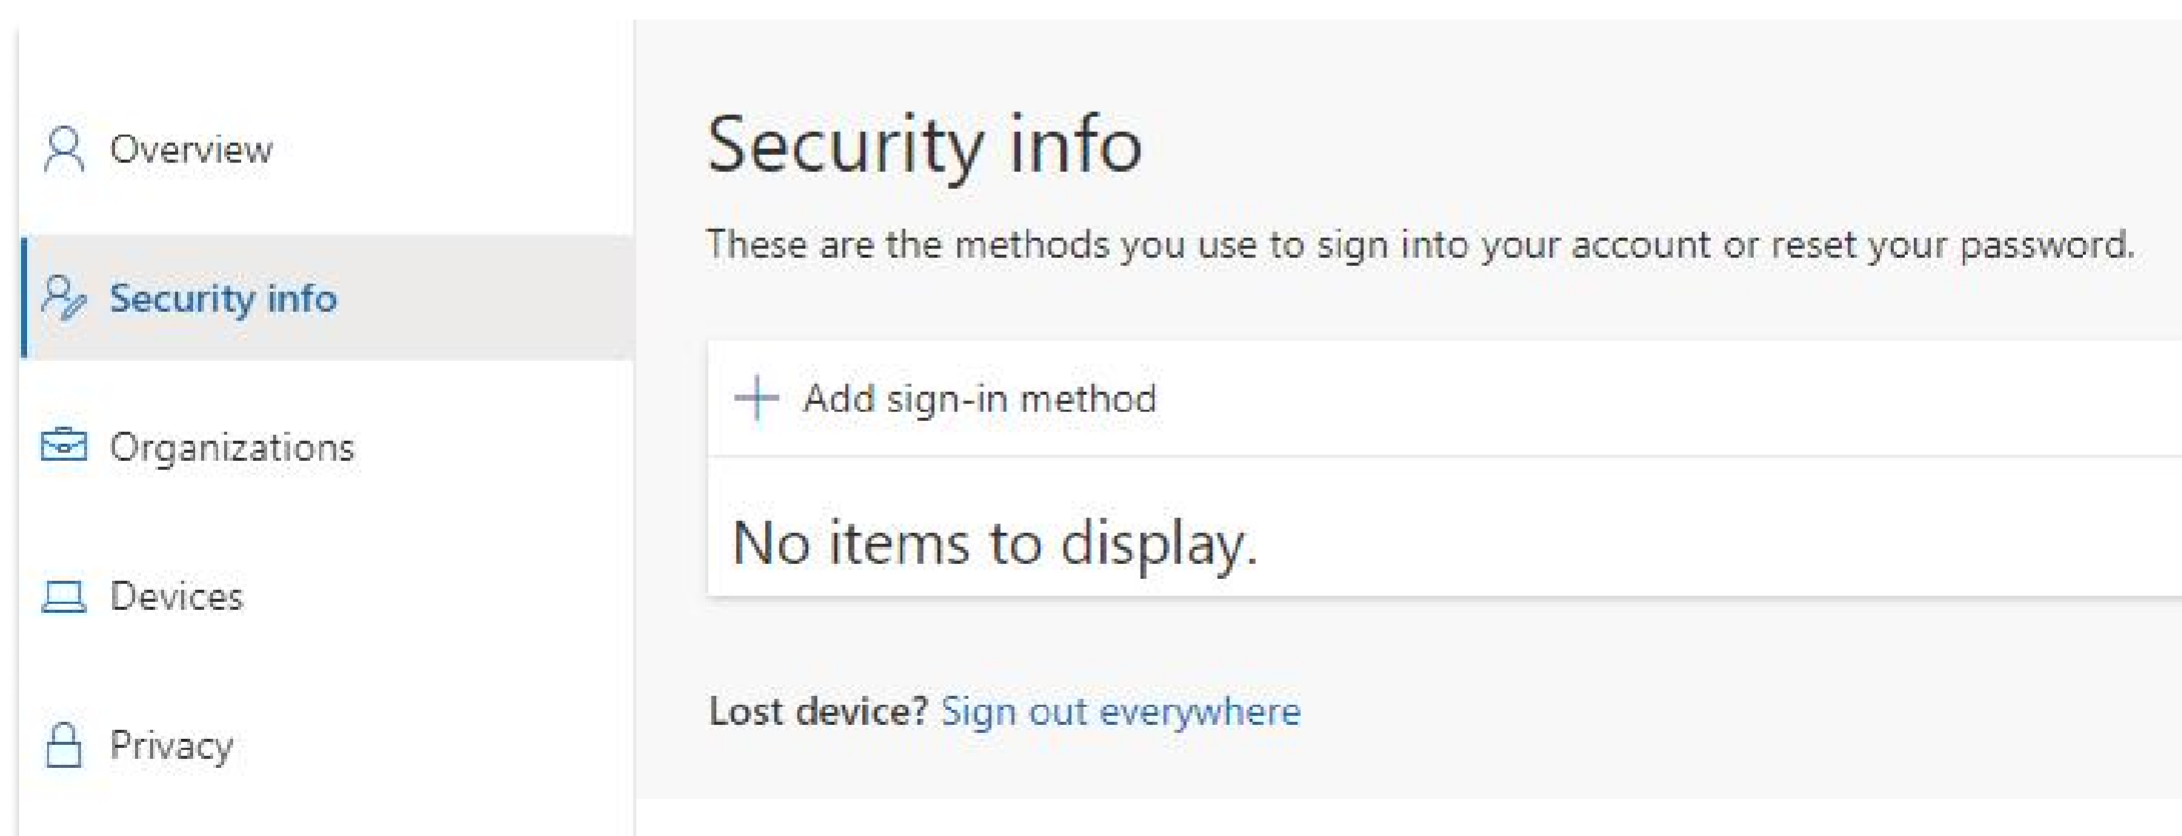 Overview
Security info
Organizations
Devices
Privacy
Security info
These are the methods you use to sign into your account or reset your password.
Add sign-in method
No items to display.
Lost device? Sign out everywhere